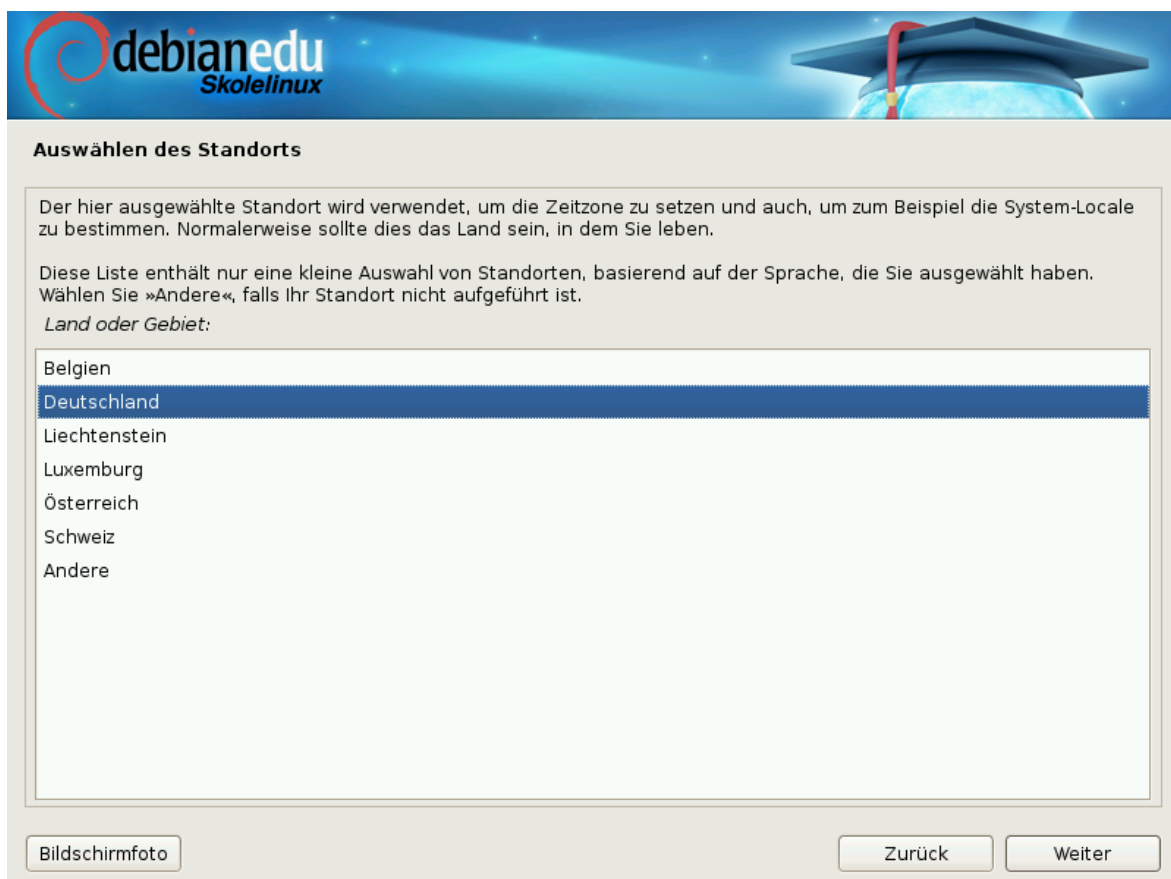 debianedu
Skolelinux
Auswählen des Standorts
Der hier ausgewählte Standort wird verwendet, um die Zeitzone zu setzen und auch, um zum Beispiel die System-Locale
zu bestimmen. Normalerweise sollte dies das Land sein, in dem Sie leben.
Diese Liste enthält nur eine kleine Auswahl von Standorten, basierend auf der Sprache, die Sie ausgewählt haben.
Wählen Sie »Andere«, falls Ihr Standort nicht aufgeführt ist.
Land oder Gebiet:
Belgien
Deutschland
Liechtenstein
Luxemburg
Österreich
Schweiz
Andere
Bildschirmfoto
Zurück
Weiter